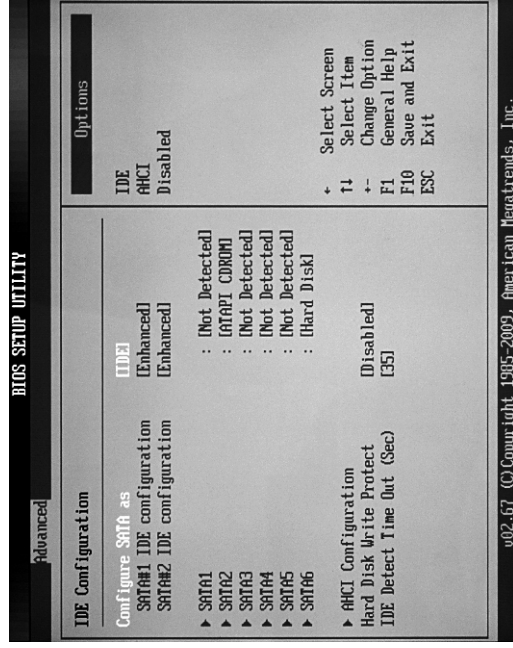 BIOS SETUP UTILITY
Advanced
IDE Configuration
Configure SATA as [IDE]
SATA#1 IDE configuration [Enhanced]
SATA#2 IDE configuration [Enhanced]
► SATA1 : [Not Detected]
► SATA2 : [ATAPI CDROM]
► SATA3 : [Not Detected]
► SATA4 : [Not Detected]
► SATA5 : [Not Detected]
► SATA6 : [Hard Disk]
► AHCI Configuration
Hard Disk Write Protect [Disabled]
IDE Detect Time Out (Sec) [35]
Options
IDE
AHCI
Disabled
← Select Screen
↑↓ Select Item
+- Change Option
F1 General Help
F10 Save and Exit
ESC Exit
v02.67 (C)Copyright 1985-2009, American Megatrends, Inc.